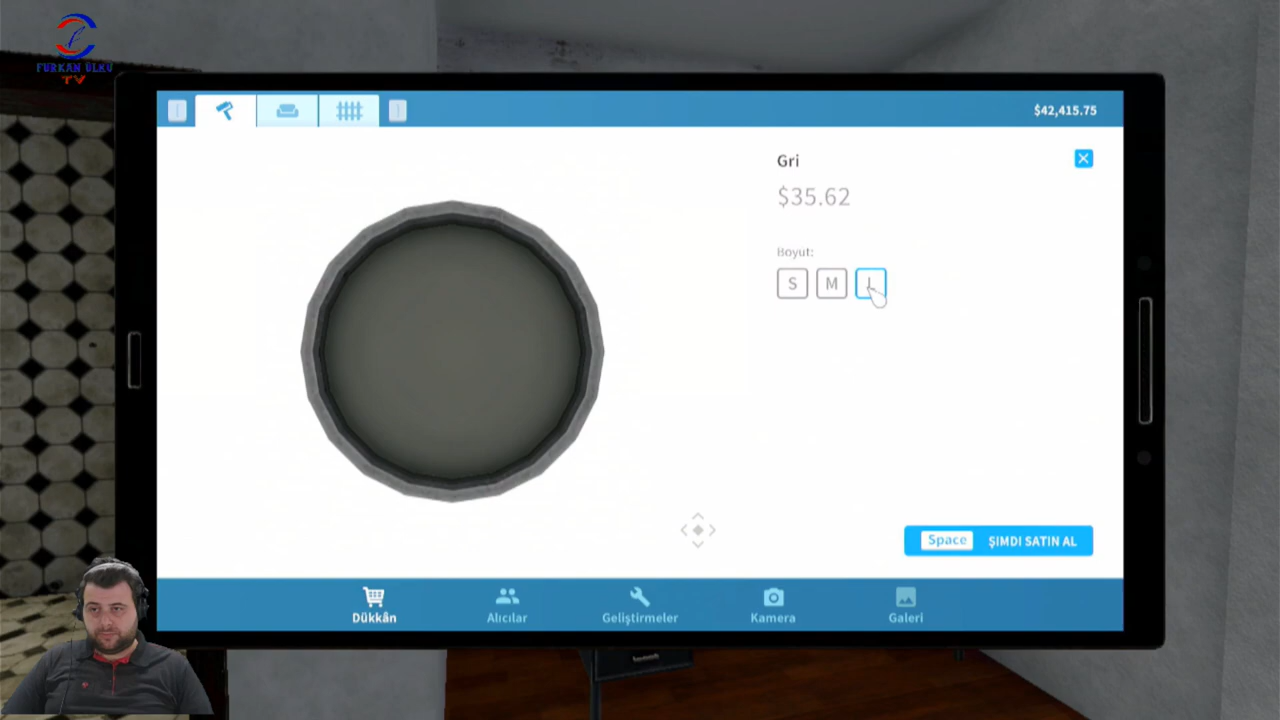 FURKAN ÜLKÜ
TV
$42,415.75
Gri
$35.62
Boyut:
S M L
Space ŞIMDI SATIN AL
Dükkân Alıcılar Geliştirmeler Kamera Galeri